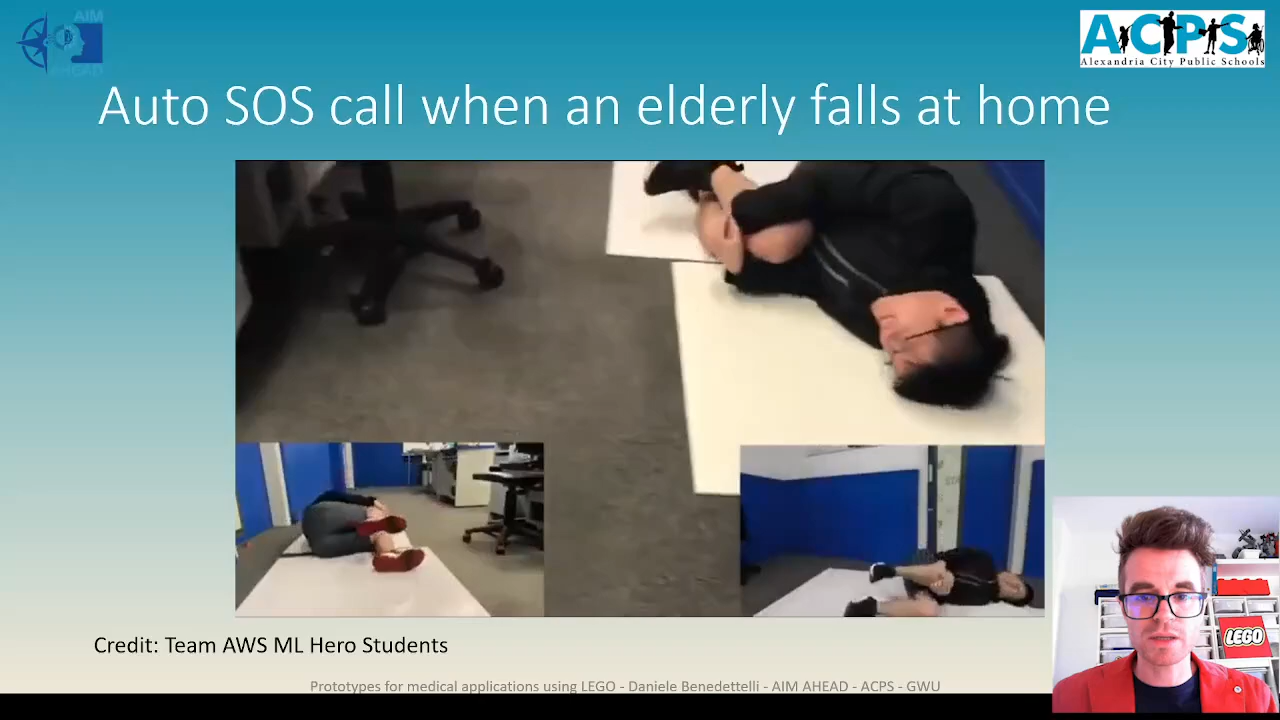 AIM
AHEAD
ACPS
Alexandria City Public Schools
Auto SOS call when an elderly falls at home
Credit: Team AWS ML Hero Students
LEGO
Prototypes for medical applications using LEGO - Daniele Benedettelli - AIM AHEAD - ACPS - GWU